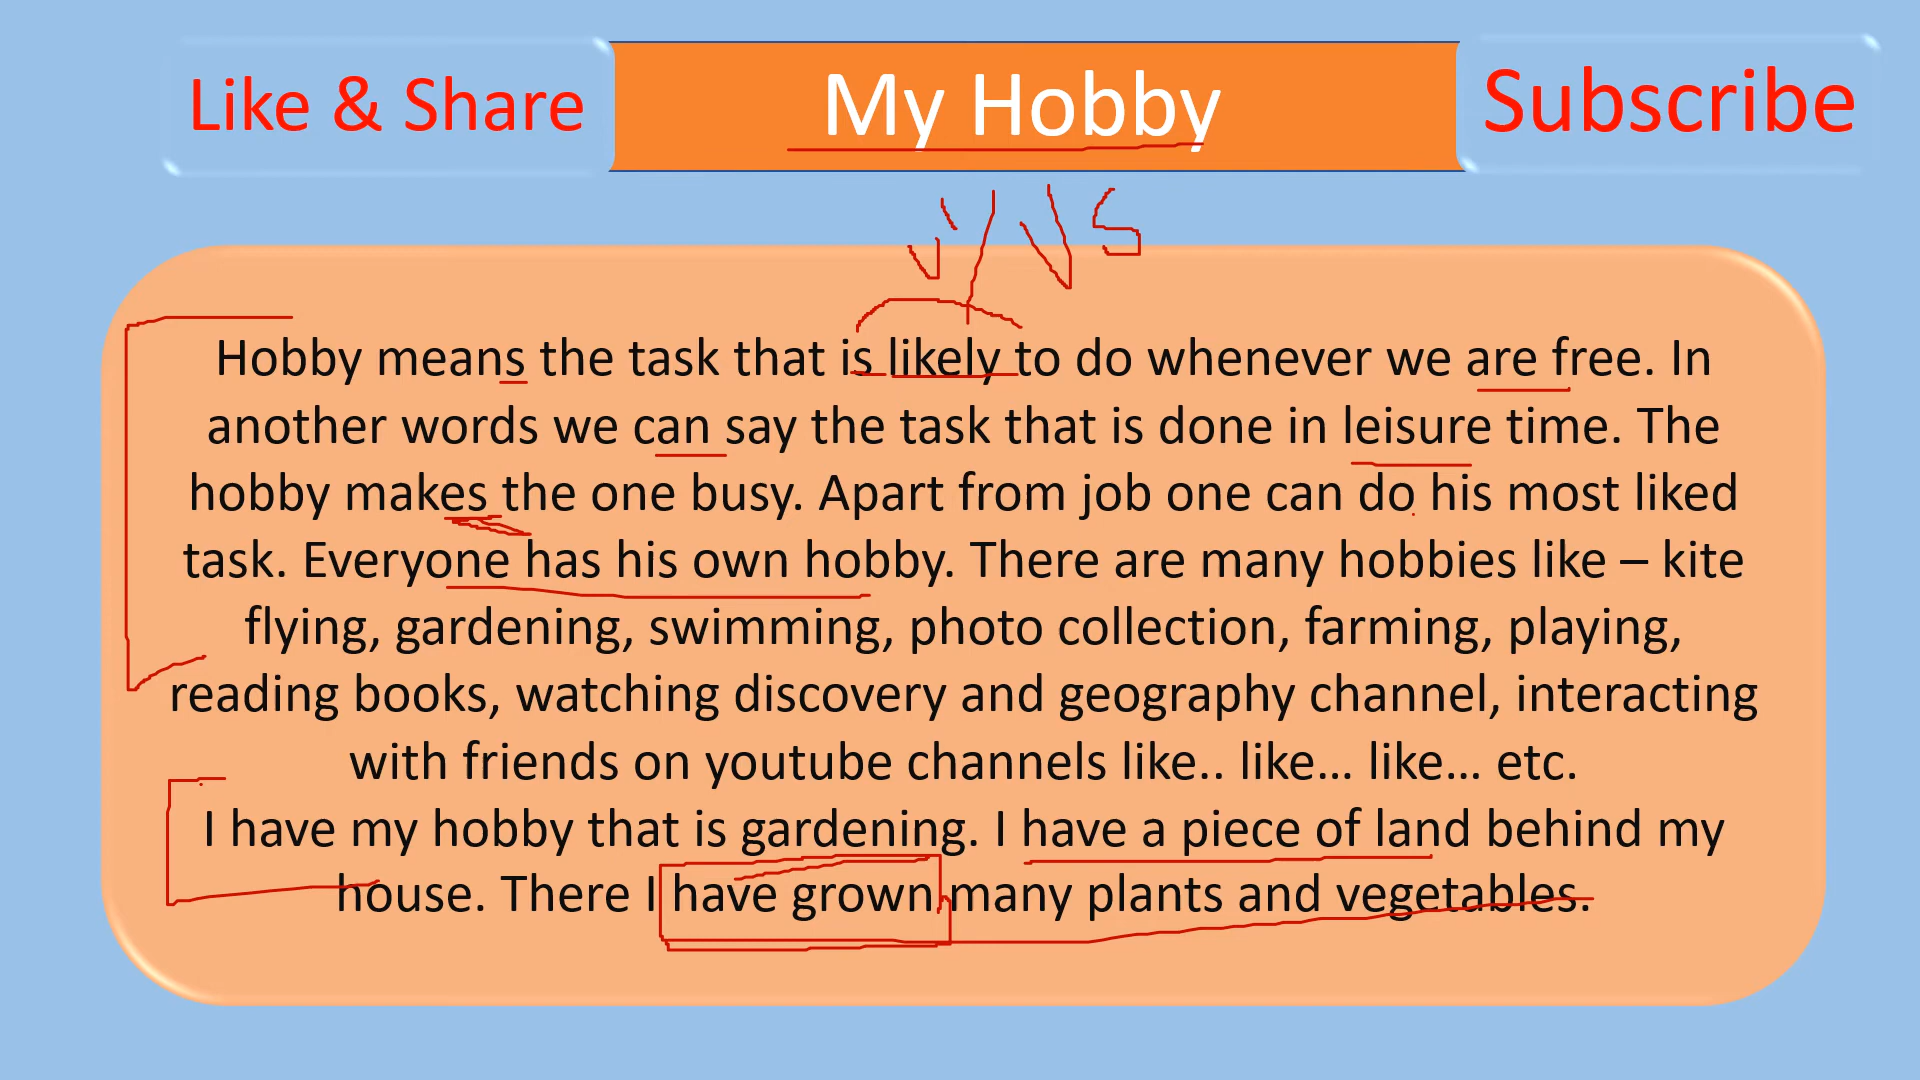 Like & Share
My Hobby
Subscribe
Hobby means the task that is likely to do whenever we are free. In
another words we can say the task that is done in leisure time. The
hobby makes the one busy. Apart from job one can do his most liked
task. Everyone has his own hobby. There are many hobbies like – kite
flying, gardening, swimming, photo collection, farming, playing,
reading books, watching discovery and geography channel, interacting
with friends on youtube channels like.. like... like... etc.
I have my hobby that is gardening. I have a piece of land behind my
house. There I have grown many plants and vegetables.